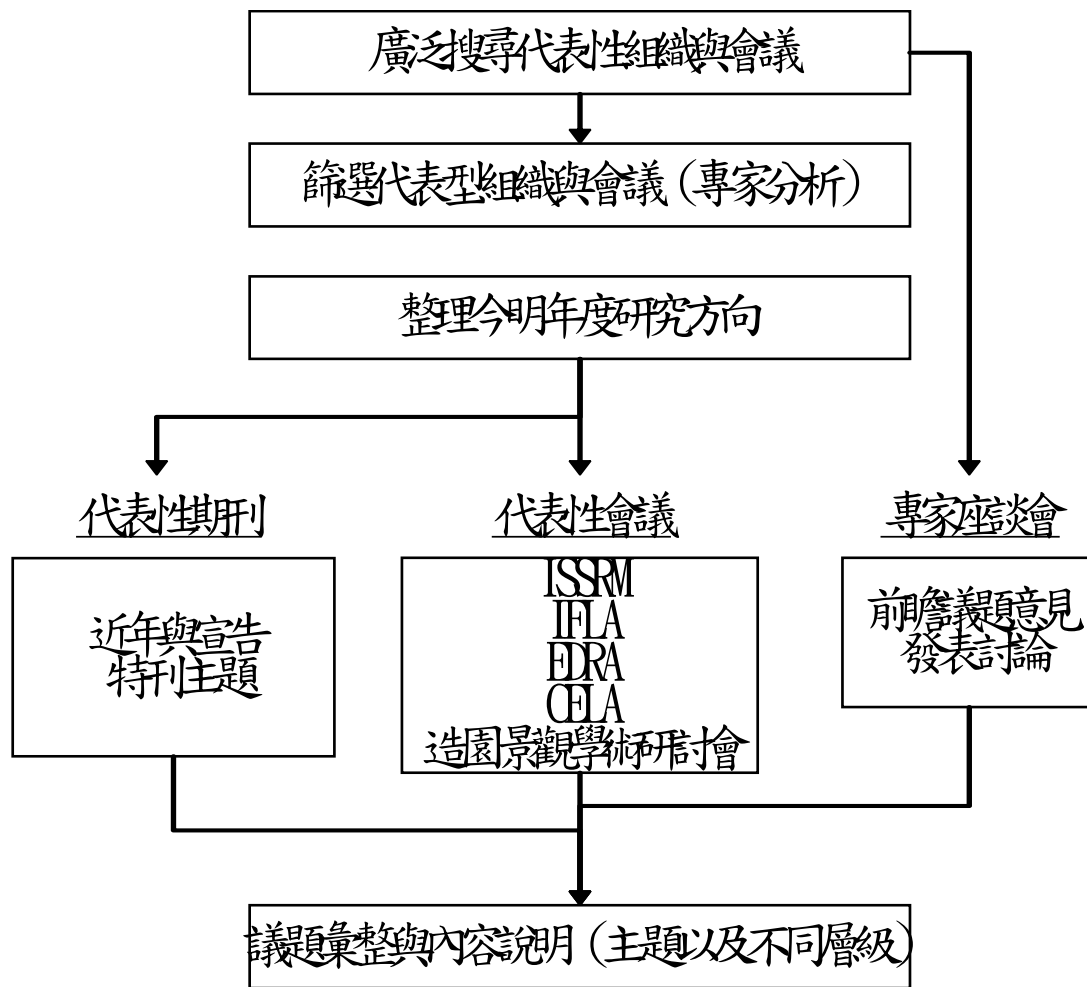 廣泛搜尋代表性組織與會議
篩選代表型組織與會議（專家分析）
整理今明年度研究方向
代表性期刊
代表性會議
專家座談會
近年與宣告
特刊主題
ISSRM
IFLA
EDRA
CELA
造園景觀學術研討會
前瞻議題意見
發表討論
議題彙整與內容說明（主題以及不同層級）